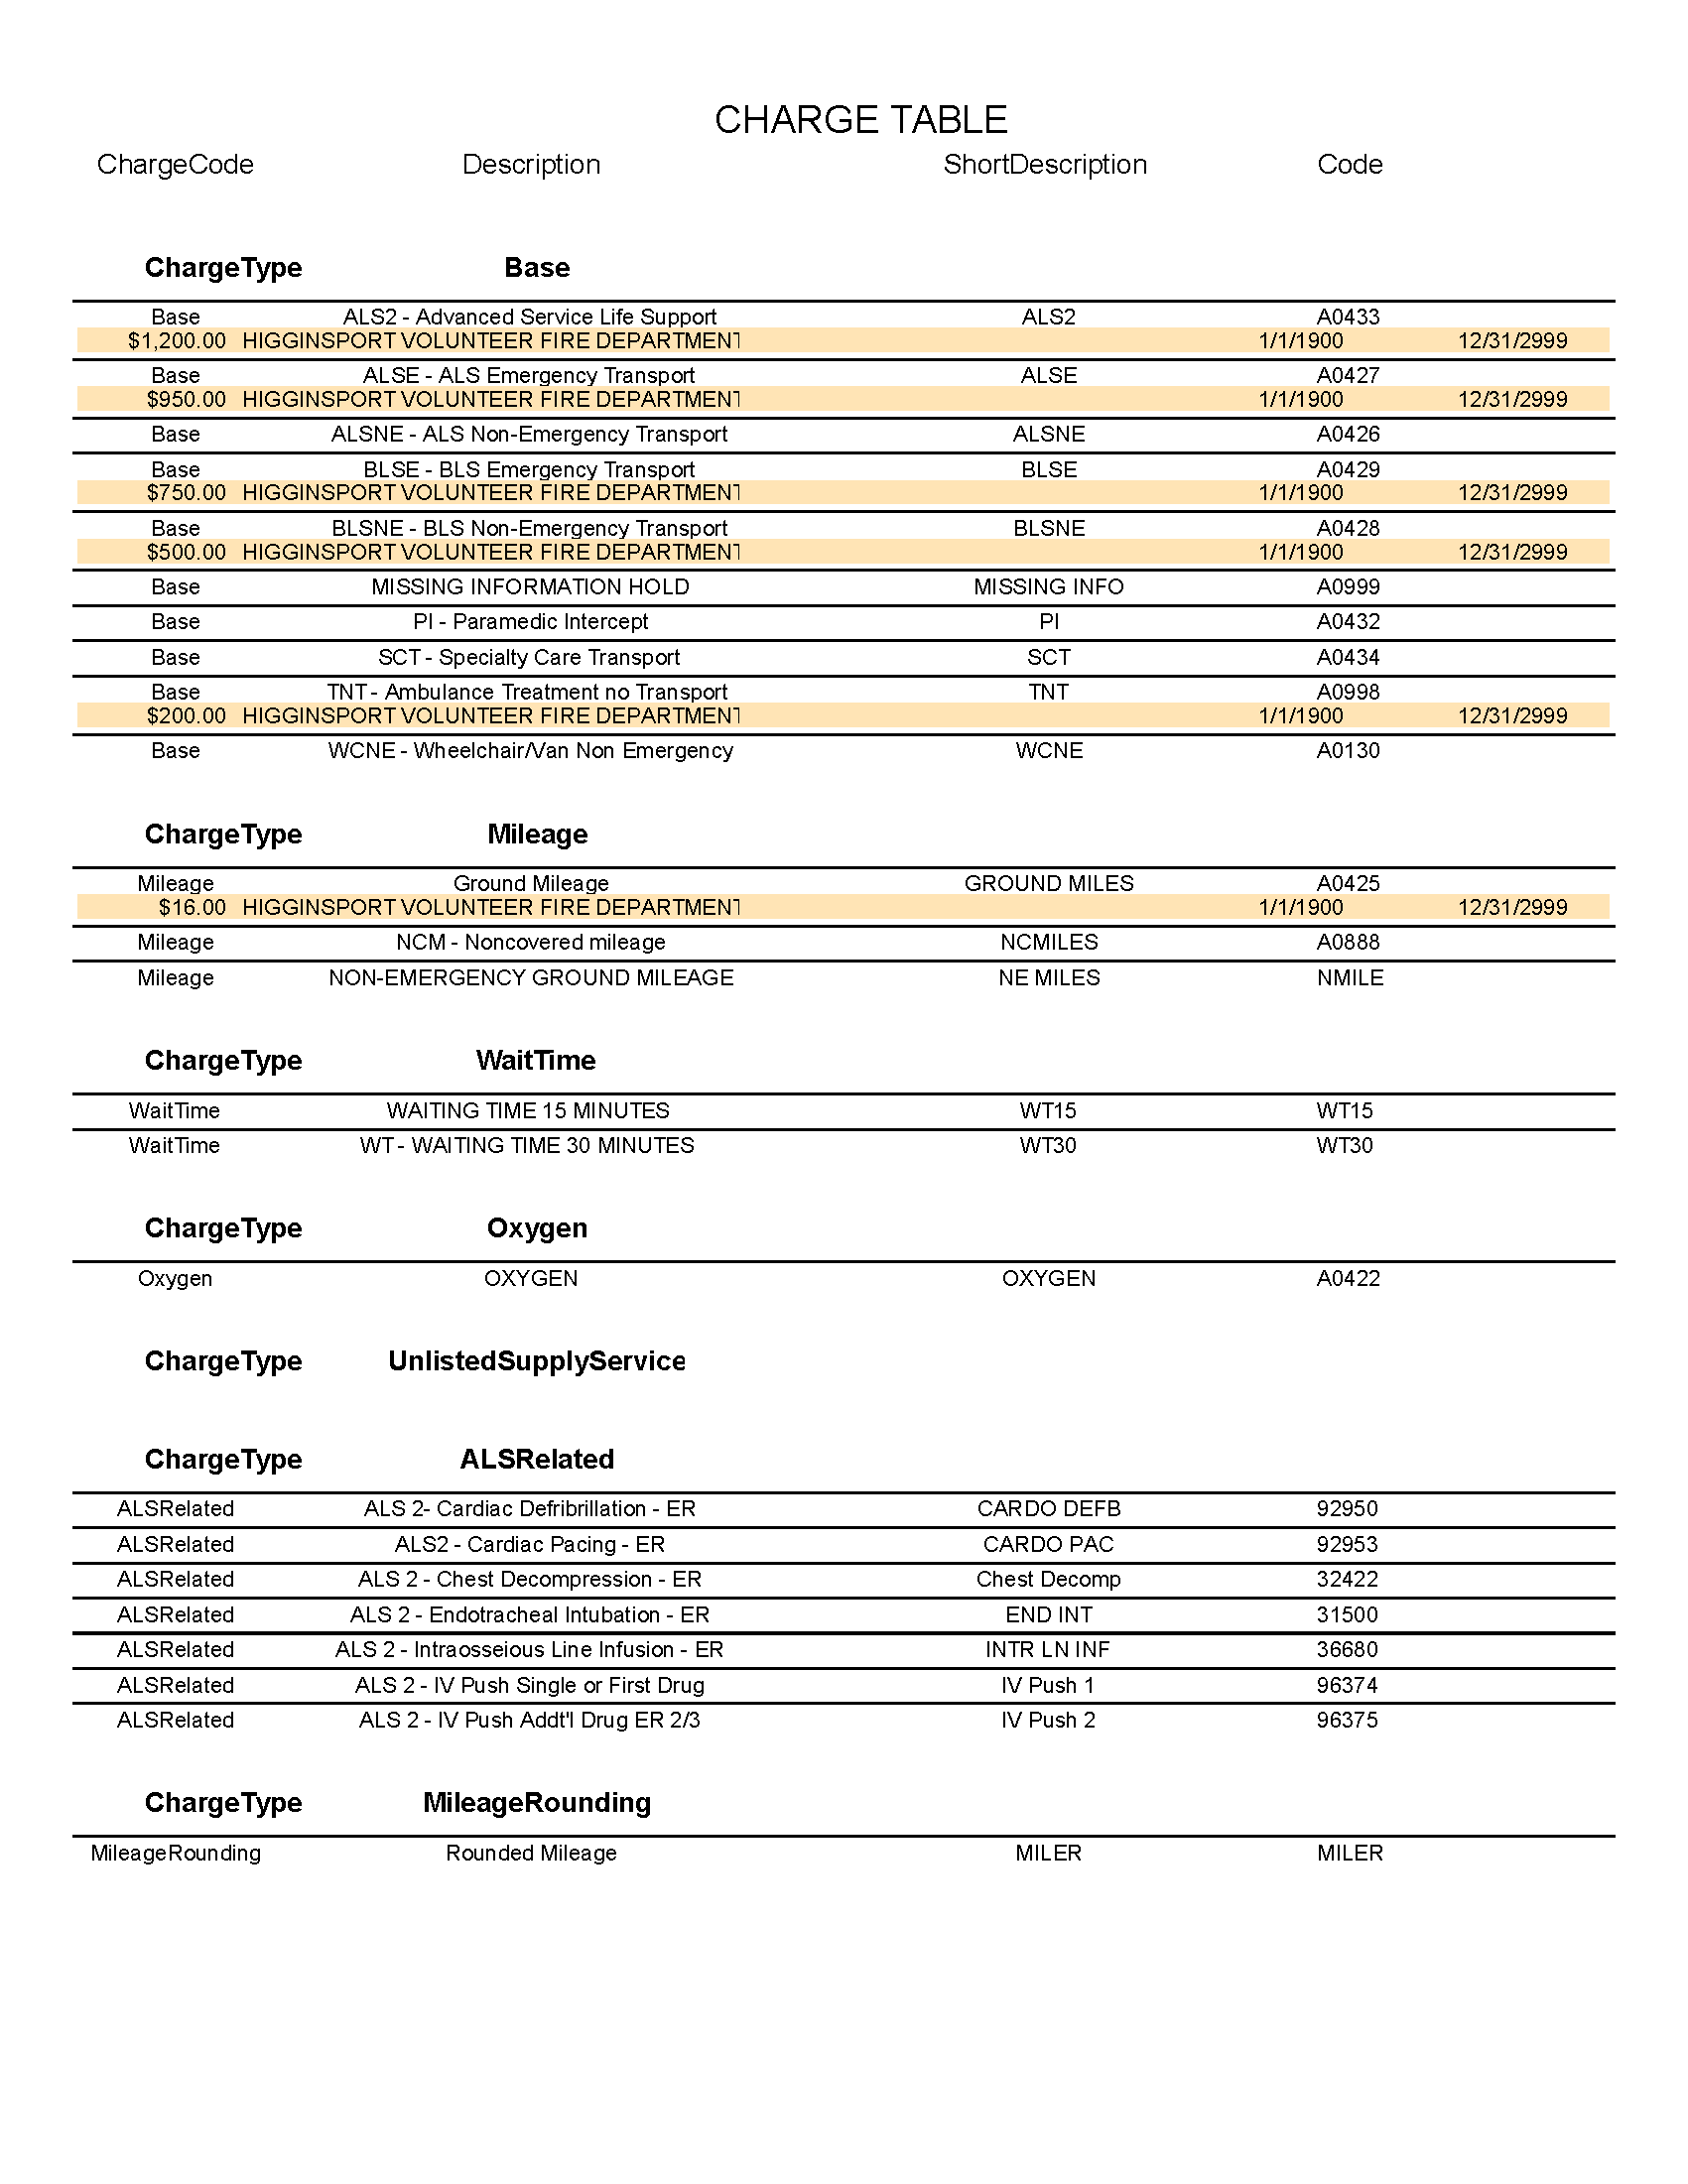 CHARGE TABLE
ChargeCode Description ShortDescription Code
ChargeType Base
Base ALS2 - Advanced Service Life Support ALS2 A0433
$1,200.00 HIGGINSPORT VOLUNTEER FIRE DEPARTMENT 1/1/1900 12/31/2999
Base ALSE - ALS Emergency Transport ALSE A0427
$950.00 HIGGINSPORT VOLUNTEER FIRE DEPARTMENT 1/1/1900 12/31/2999
Base ALSNE - ALS Non-Emergency Transport ALSNE A0426
Base BLSE - BLS Emergency Transport BLSE A0429
$750.00 HIGGINSPORT VOLUNTEER FIRE DEPARTMENT 1/1/1900 12/31/2999
Base BLSNE - BLS Non-Emergency Transport BLSNE A0428
$500.00 HIGGINSPORT VOLUNTEER FIRE DEPARTMENT 1/1/1900 12/31/2999
Base MISSING INFORMATION HOLD MISSING INFO A0999
Base PI - Paramedic Intercept PI A0432
Base SCT - Specialty Care Transport SCT A0434
Base TNT - Ambulance Treatment no Transport TNT A0998
$200.00 HIGGINSPORT VOLUNTEER FIRE DEPARTMENT 1/1/1900 12/31/2999
Base WCNE - Wheelchair/Van Non Emergency WCNE A0130
ChargeType Mileage
Mileage Ground Mileage GROUND MILES A0425
$16.00 HIGGINSPORT VOLUNTEER FIRE DEPARTMENT 1/1/1900 12/31/2999
Mileage NCM - Noncovered mileage NCMILES A0888
Mileage NON-EMERGENCY GROUND MILEAGE NE MILES NMILE
ChargeType WaitTime
WaitTime WAITING TIME 15 MINUTES WT15 WT15
WaitTime WT - WAITING TIME 30 MINUTES WT30 WT30
ChargeType Oxygen
Oxygen OXYGEN OXYGEN A0422
ChargeType UnlistedSupplyService
ChargeType ALSRelated
ALSRelated ALS 2- Cardiac Defribrillation - ER CARDO DEFB 92950
ALSRelated ALS2 - Cardiac Pacing - ER CARDO PAC 92953
ALSRelated ALS 2 - Chest Decompression - ER Chest Decomp 32422
ALSRelated ALS 2 - Endotracheal Intubation - ER END INT 31500
ALSRelated ALS 2 - Intraosseious Line Infusion - ER INTR LN INF 36680
ALSRelated ALS 2 - IV Push Single or First Drug IV Push 1 96374
ALSRelated ALS 2 - IV Push Addt'l Drug ER 2/3 IV Push 2 96375
ChargeType MileageRounding
MileageRounding Rounded Mileage MILER MILER